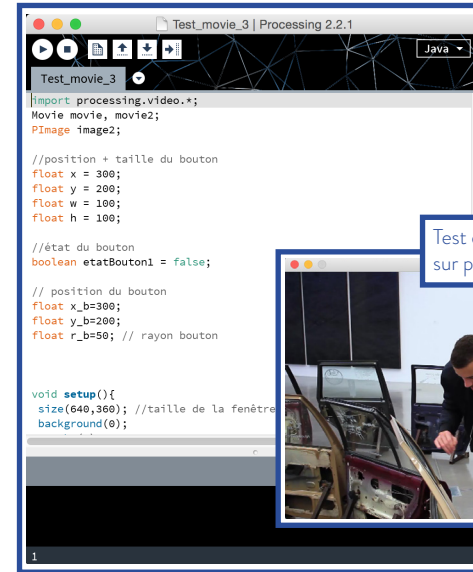 Test_movie_3 | Processing 2.2.1
Java
Test_movie_3
import processing.video.*;
Movie movie, movie2;
PImage image2;
//position + taille du bouton
float x = 300;
float y = 200;
float w = 100;
float h = 100;
//état du bouton
boolean etatBouton1 = false;
// position du bouton
float x_b=300;
float y_b=200;
float r_b=50; // rayon bouton
void setup(){
size(640,360); //taille de la fenêtre
background(0);
Test
sur
1